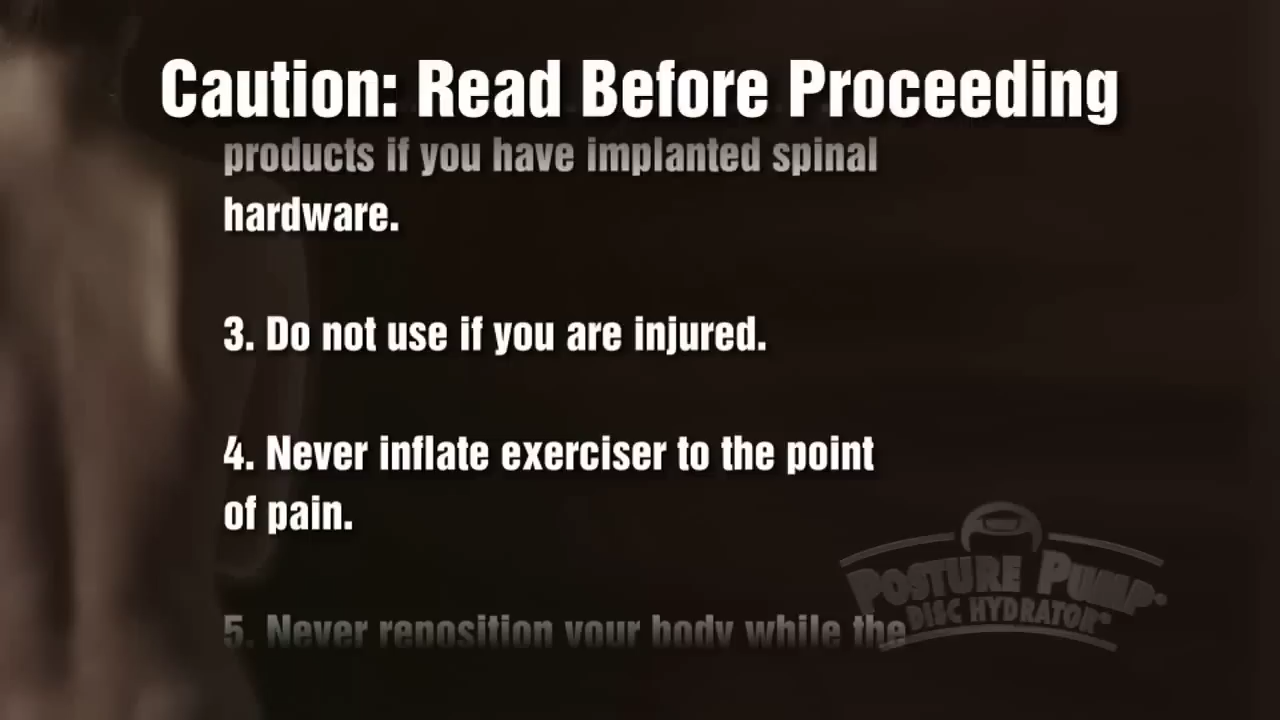 Caution: Read Before Proceeding
products if you have implanted spinal
hardware.
3. Do not use if you are injured.
4. Never inflate exerciser to the point
of pain.
5. Never reposition your body while the
POSTURE PUMP®
DISC HYDRATOR®